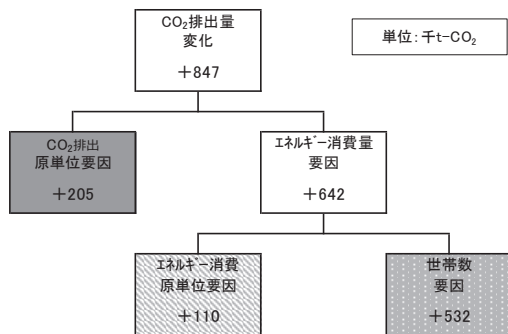 CO₂排出量
変化
+847
単位:千t-CO₂
CO₂排出
原単位要因
+205
エネルギー消費量
要因
+642
エネルギー消費
原単位要因
+110
世帯数
要因
+532